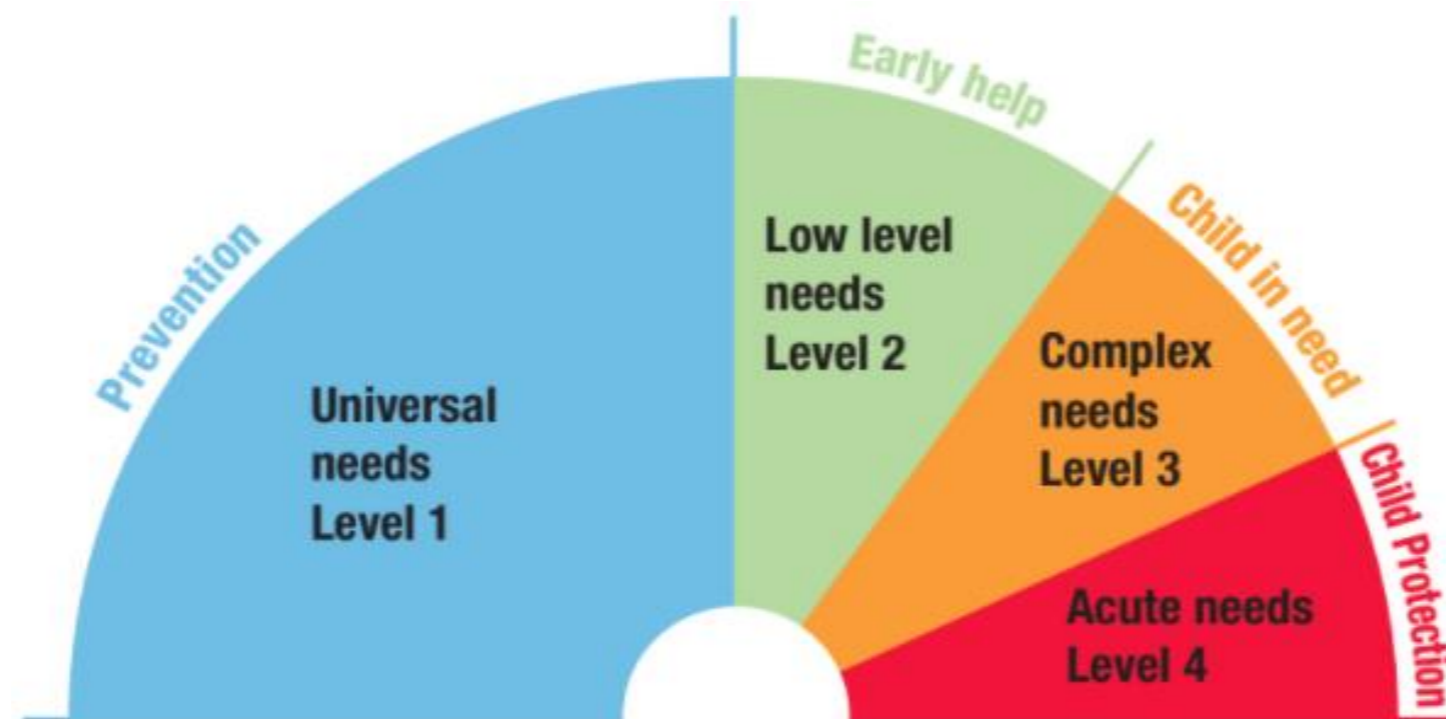 Prevention
Universal
needs
Level 1
Early help
Low level
needs
Level 2
Child in need
Complex
needs
Level 3
Child Protection
Acute needs
Level 4